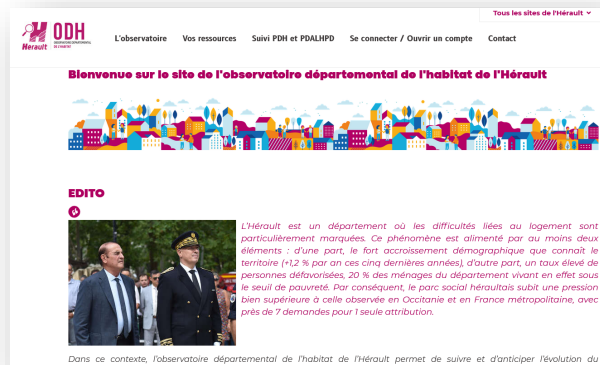 Tous les sites de l'Hérault
Hérault
ODH
OBSERVATOIRE DÉPARTEMENTAL
DE L'HABITAT
L'observatoire
Vos ressources
Suivi PDH et PDALHPD
Se connecter / Ouvrir un compte
Contact
Bienvenue sur le site de l'observatoire départemental de l'habitat de l'Hérault
EDITO
L'Hérault est un département où les difficultés liées au logement sont
particulièrement marquées. Ce phénomène est alimenté par au moins deux
éléments : d'une part, le fort accroissement démographique que connaît le
territoire (+1,2 % par an ces cinq dernières années), d'autre part, un taux élevé de
personnes défavorisées, 20 % des ménages du département vivant en effet sous
le seuil de pauvreté. Par conséquent, le parc social héraultais subit une pression
bien supérieure à celle observée en Occitanie et en France métropolitaine, avec
près de 7 demandes pour 1 seule attribution.
Dans ce contexte, l'observatoire départemental de l'habitat de l'Hérault permet de suivre et d'anticiper l'évolution du